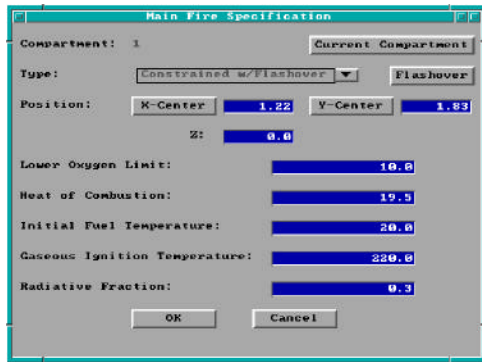 Main Fire Specification
Compartment: 1 Current Compartment
Type: Constrained w/Flashover Flashover
Position: X-Center 1.22 Y-Center 1.83
Z: 0.0
Lower Oxygen Limit: 10.0
Heat of Combustion: 19.5
Initial Fuel Temperature: 20.0
Gaseous Ignition Temperature: 220.0
Radiative Fraction: 0.3
OK Cancel